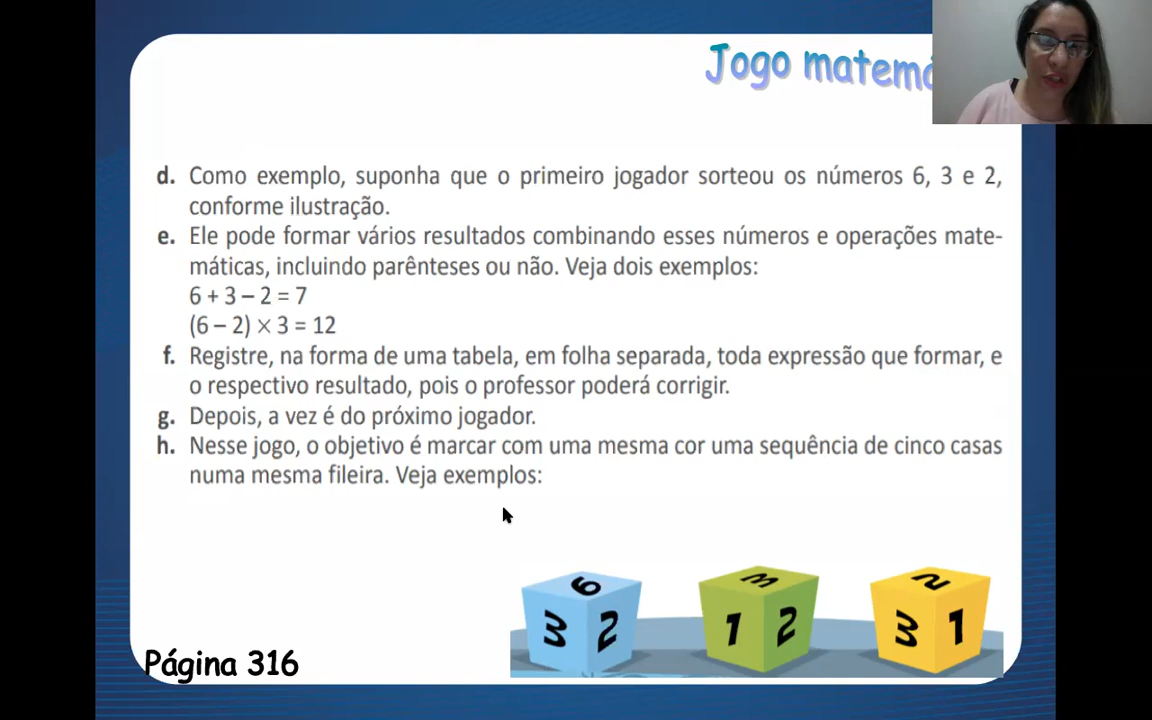 Jogo matemá
d. Como exemplo, suponha que o primeiro jogador sorteou os números 6, 3 e 2,
conforme ilustração.
e. Ele pode formar vários resultados combinando esses números e operações mate-
máticas, incluindo parênteses ou não. Veja dois exemplos:
6 + 3 – 2 = 7
(6 – 2) × 3 = 12
f. Registre, na forma de uma tabela, em folha separada, toda expressão que formar, e
o respectivo resultado, pois o professor poderá corrigir.
g. Depois, a vez é do próximo jogador.
h. Nesse jogo, o objetivo é marcar com uma mesma cor uma sequência de cinco casas
numa mesma fileira. Veja exemplos:
6 3 2
3 2 1 2 3 1
Página 316